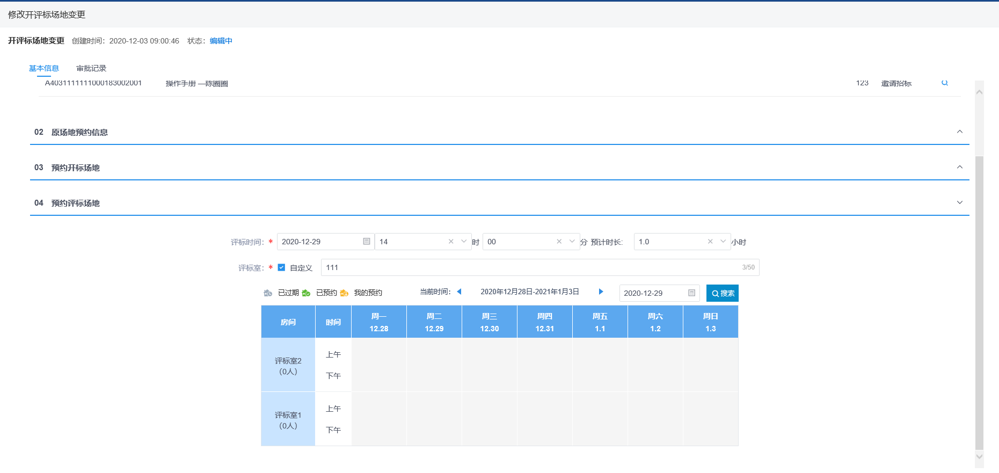 修改开评标场地变更
开评标场地变更 创建时间：2020-12-03 09:00:46 状态：编辑中
基本信息 审批记录
A4031111111000183002001 操作手册 —陈圈圈 123 邀请招标
02 原场地预约信息
03 预约开标场地
04 预约评标场地
评标时间：* 2020-12-29 14 时 00 分 预计时长: 1.0 小时
评标室：* 自定义 111 3/50
已过期 已预约 我的预约 当前时间： 2020年12月28日-2021年1月3日 2020-12-29 搜索
房间 时间 周一 周二 周三 周四 周五 周六 周日
12.28 12.29 12.30 12.31 1.1 1.2 1.3
评标室2
（0人）
上午
下午
评标室1
（0人）
上午
下午